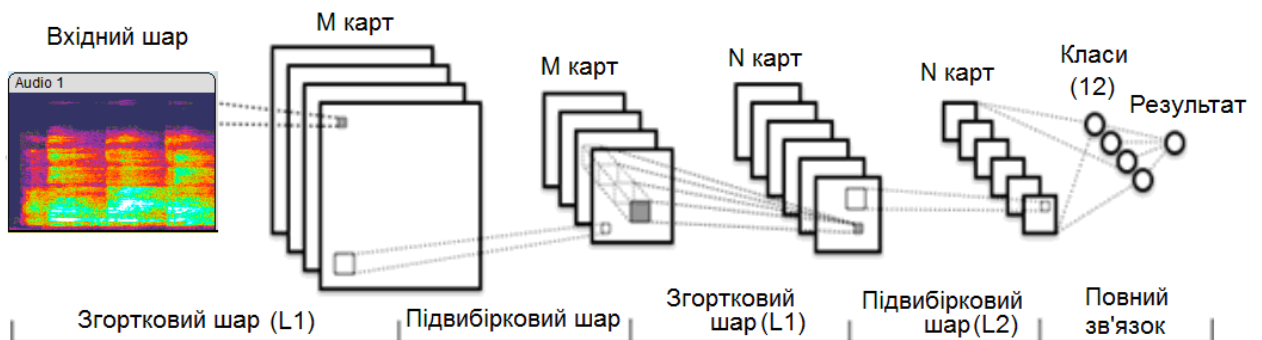 Вхідний шар
Audio 1
M карт
M карт
N карт
N карт
Класи
(12)
Результат
Згортковий шар (L1)
Підвибірковий шар
Згортковий
шар (L1)
Підвибірковий
шар (L2)
Повний
зв'язок